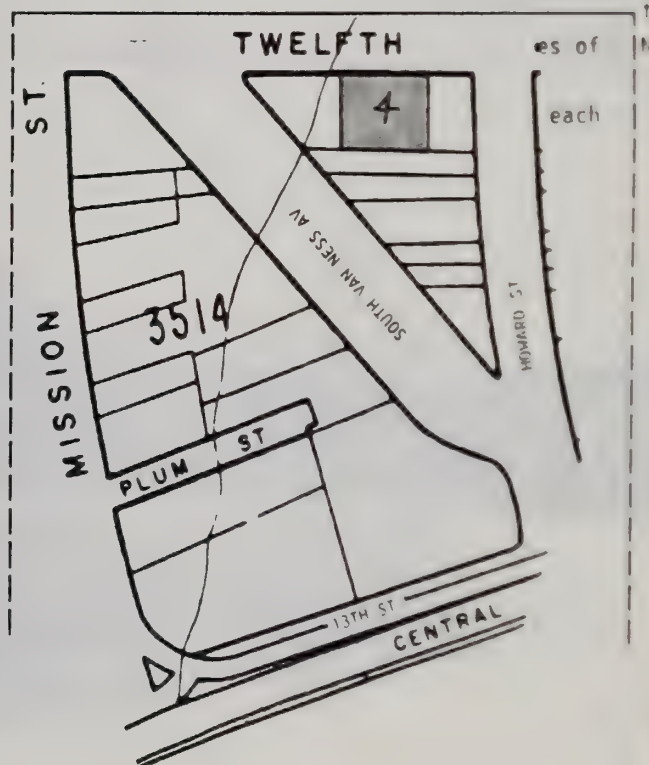 TWELFTH
es of
each
ST.
4
SOUTH VAN NESS AV
HOWARD ST
3514
MISSION
PLUM ST
13TH ST
CENTRAL